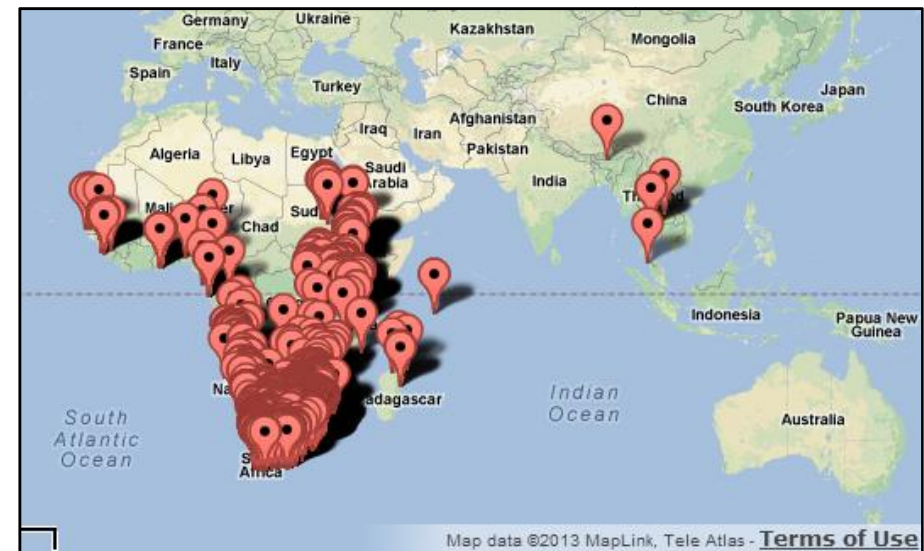 Germany
Ukraine
Kazakhstan
Mongolia
France
Italy
Spain
Turkey
Japan
China
South Korea
Afghanistan
Iraq
Iran
Pakistan
Algeria
Libya
Egypt
Saudi
Arabia
India
Mali
Chad
Indonesia
Papua New
Guinea
Indian
Ocean
Australia
South
Atlantic
Ocean
Africa
Map data ©2013 MapLink, Tele Atlas - Terms of Use